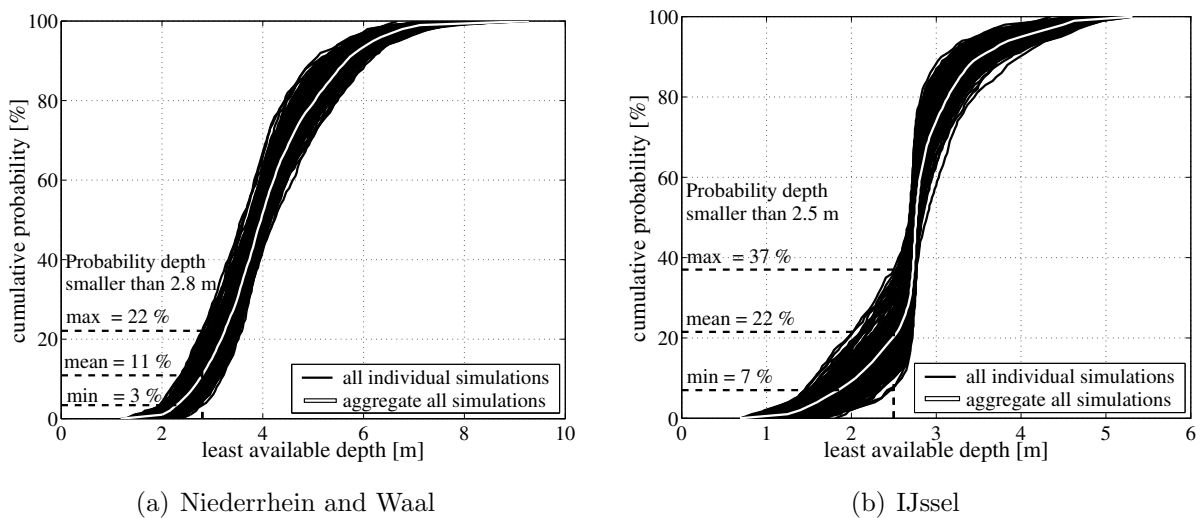 100
80
60
40
20
0
cumulative probability [%]
Probability depth
smaller than 2.8 m
max = 22 %
mean = 11 %
min = 3 %
all individual simulations
aggregate all simulations
0 2 4 6 8 10
least available depth [m]
(a) Niederrhein and Waal
100
80
60
40
20
0
cumulative probability [%]
Probability depth
smaller than 2.5 m
max = 37 %
mean = 22 %
min = 7 %
all individual simulations
aggregate all simulations
0 1 2 3 4 5 6
least available depth [m]
(b) IJssel